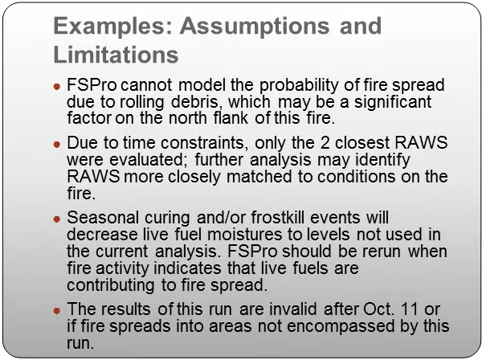 Examples: Assumptions and
Limitations
• FSPro cannot model the probability of fire spread
due to rolling debris, which may be a significant
factor on the north flank of this fire.
• Due to time constraints, only the 2 closest RAWS
were evaluated; further analysis may identify
RAWS more closely matched to conditions on the
fire.
• Seasonal curing and/or frostkill events will
decrease live fuel moistures to levels not used in
the current analysis. FSPro should be rerun when
fire activity indicates that live fuels are
contributing to fire spread.
• The results of this run are invalid after Oct. 11 or
if fire spreads into areas not encompassed by this
run.